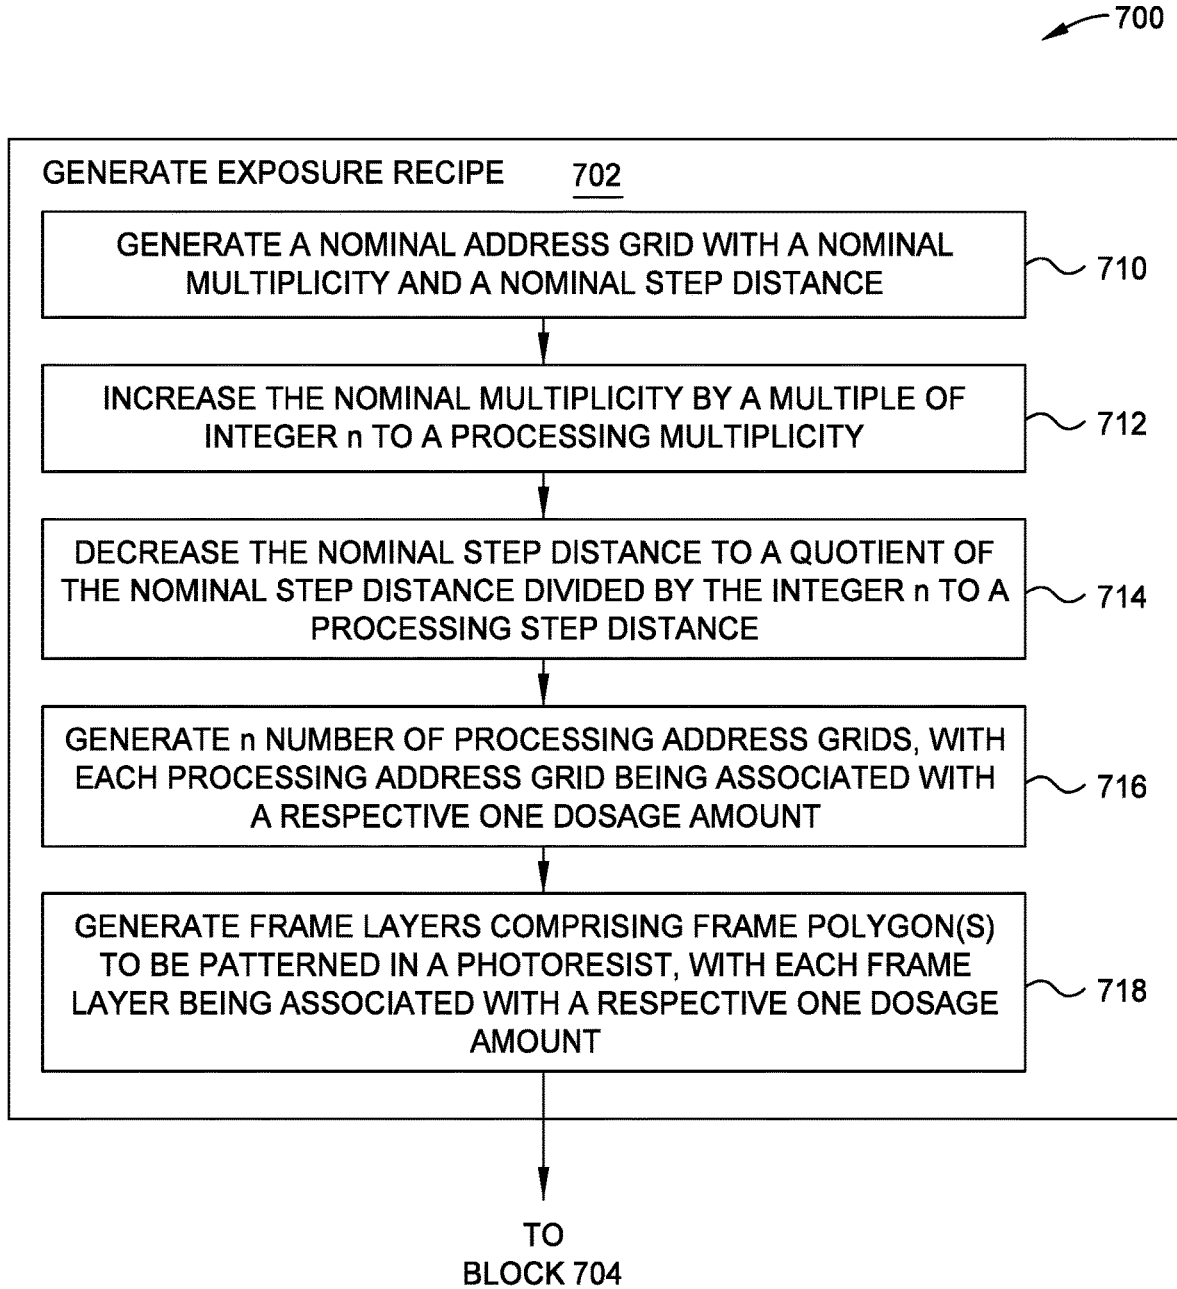 700
GENERATE EXPOSURE RECIPE 702
GENERATE A NOMINAL ADDRESS GRID WITH A NOMINAL
MULTIPLICITY AND A NOMINAL STEP DISTANCE
710
INCREASE THE NOMINAL MULTIPLICITY BY A MULTIPLE OF
INTEGER n TO A PROCESSING MULTIPLICITY
712
DECREASE THE NOMINAL STEP DISTANCE TO A QUOTIENT OF
THE NOMINAL STEP DISTANCE DIVIDED BY THE INTEGER n TO A
PROCESSING STEP DISTANCE
714
GENERATE n NUMBER OF PROCESSING ADDRESS GRIDS, WITH
EACH PROCESSING ADDRESS GRID BEING ASSOCIATED WITH
A RESPECTIVE ONE DOSAGE AMOUNT
716
GENERATE FRAME LAYERS COMPRISING FRAME POLYGON(S)
TO BE PATTERNED IN A PHOTORESIST, WITH EACH FRAME
LAYER BEING ASSOCIATED WITH A RESPECTIVE ONE DOSAGE
AMOUNT
718
TO
BLOCK 704